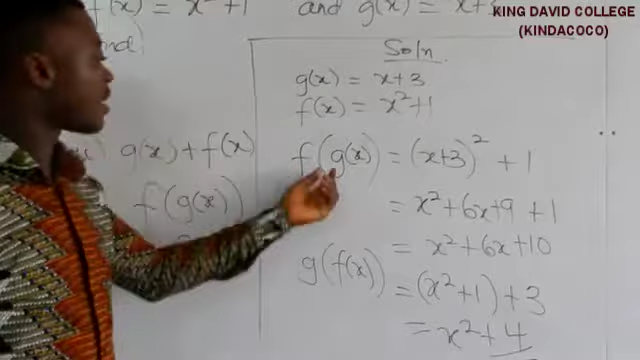 f(x) = x² + 1 and g(x) = x+3
KING DAVID COLLEGE
(KINDACOCO)
Soln
g(x) = x+3
f(x) = x²+1
g(x) + f(x)
f(g(x)) = (x+3)² + 1
f(g(x))
= x² + 6x + 9 + 1
= x² + 6x + 10
g(f(x)) = (x² + 1) + 3
= x² + 4